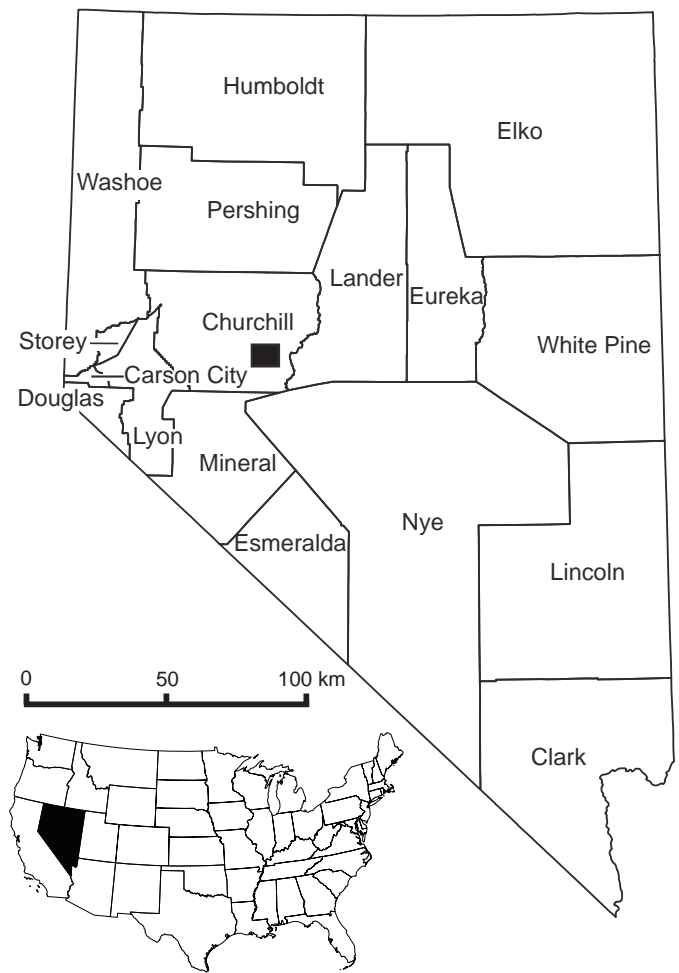 Humboldt
Elko
Washoe
Pershing
Lander
Eureka
Churchill
Storey
White Pine
Carson City
Douglas
Lyon
Mineral
Nye
Esmeralda
Lincoln
0 50 100 km
Clark